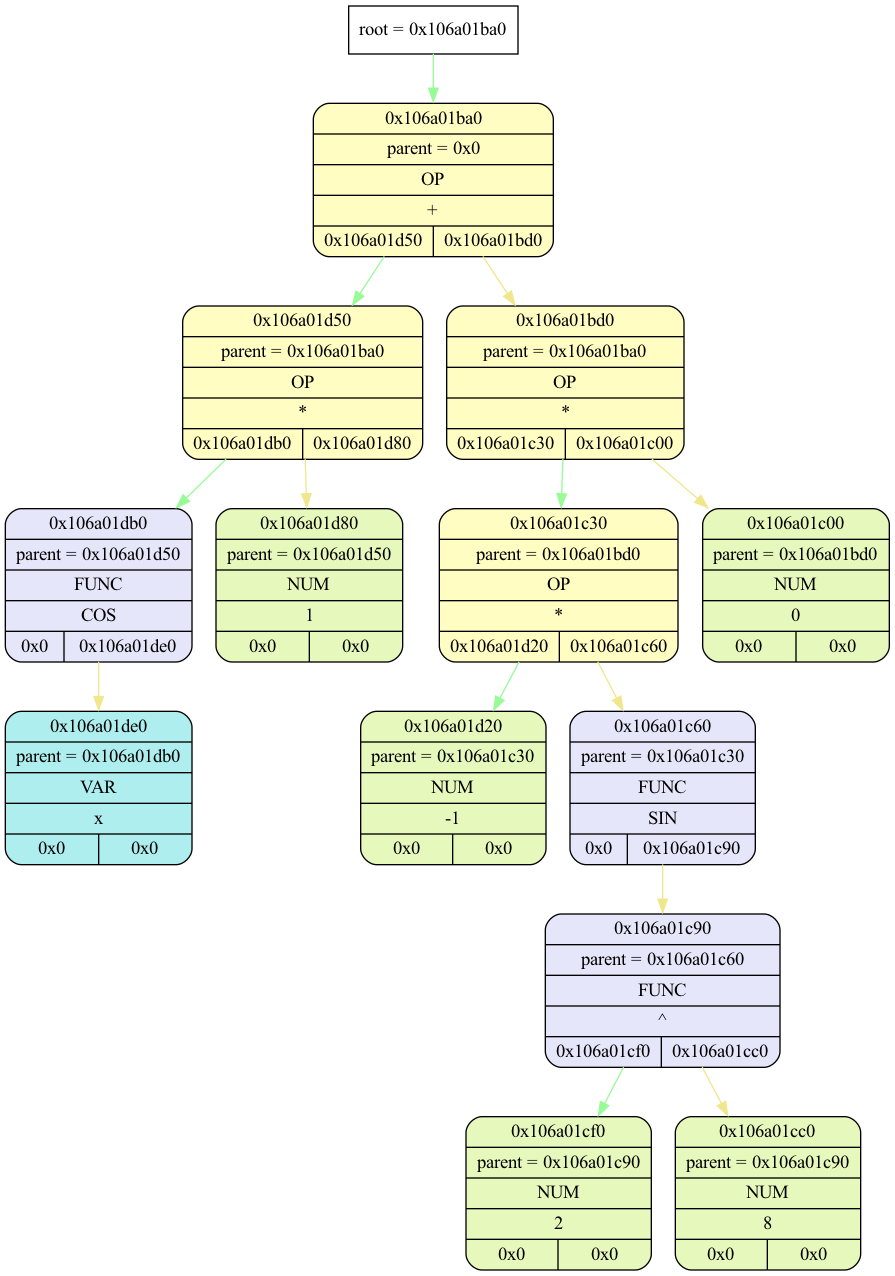 root = 0x106a01ba0
0x106a01ba0
parent = 0x0
OP
+
0x106a01d50 0x106a01bd0
0x106a01d50
parent = 0x106a01ba0
OP
*
0x106a01db0 0x106a01d80
0x106a01bd0
parent = 0x106a01ba0
OP
*
0x106a01c30 0x106a01c00
0x106a01db0
parent = 0x106a01d50
FUNC
COS
0x0 0x106a01de0
0x106a01d80
parent = 0x106a01d50
NUM
1
0x0 0x0
0x106a01c30
parent = 0x106a01bd0
OP
*
0x106a01d20 0x106a01c60
0x106a01c00
parent = 0x106a01bd0
NUM
0
0x0 0x0
0x106a01de0
parent = 0x106a01db0
VAR
x
0x0 0x0
0x106a01d20
parent = 0x106a01c30
NUM
-1
0x0 0x0
0x106a01c60
parent = 0x106a01c30
FUNC
SIN
0x0 0x106a01c90
0x106a01c90
parent = 0x106a01c60
FUNC
^
0x106a01cf0 0x106a01cc0
0x106a01cf0
parent = 0x106a01c90
NUM
2
0x0 0x0
0x106a01cc0
parent = 0x106a01c90
NUM
8
0x0 0x0